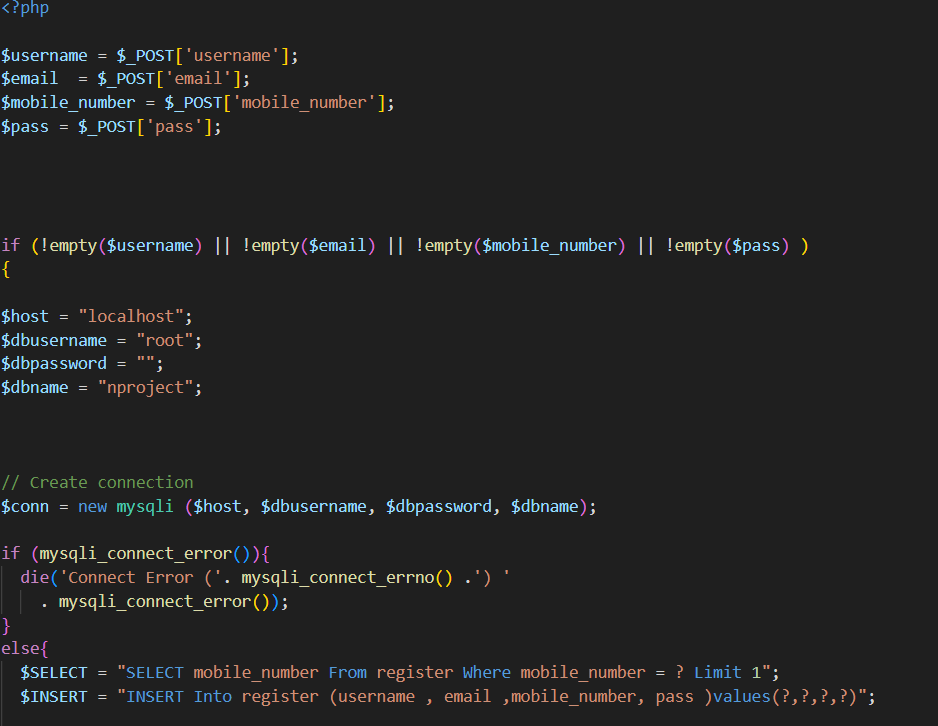 <?php
$username = $_POST['username'];
$email  = $_POST['email'];
$mobile_number = $_POST['mobile_number'];
$pass = $_POST['pass'];
if (!empty($username) || !empty($email) || !empty($mobile_number) || !empty($pass) )
{
$host = "localhost";
$dbusername = "root";
$dbpassword = "";
$dbname = "nproject";
// Create connection
$conn = new mysqli ($host, $dbusername, $dbpassword, $dbname);
if (mysqli_connect_error()){
  die('Connect Error ('. mysqli_connect_errno() .') '
    . mysqli_connect_error());
}
else{
  $SELECT = "SELECT mobile_number From register Where mobile_number = ? Limit 1";
  $INSERT = "INSERT Into register (username , email ,mobile_number, pass )values(?,?,?,?)";